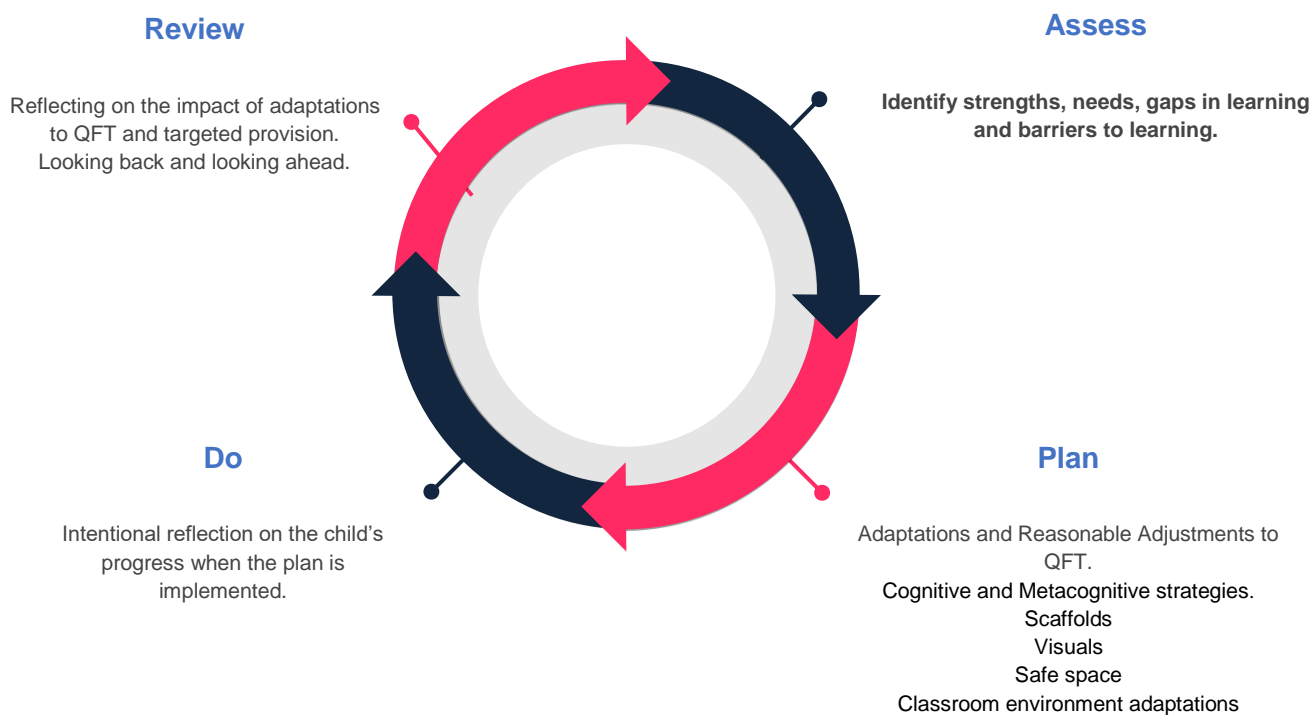 Review
Reflecting on the impact of adaptations
to QFT and targeted provision.
Looking back and looking ahead.
Assess
Identify strengths, needs, gaps in learning
and barriers to learning.
Do
Intentional reflection on the child’s
progress when the plan is
implemented.
Plan
Adaptations and Reasonable Adjustments to
QFT.
Cognitive and Metacognitive strategies.
Scaffolds
Visuals
Safe space
Classroom environment adaptations